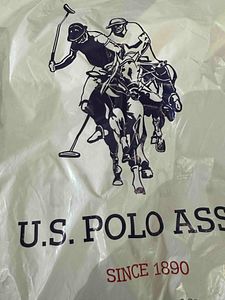 U.S. POLO ASS
SINCE 1890